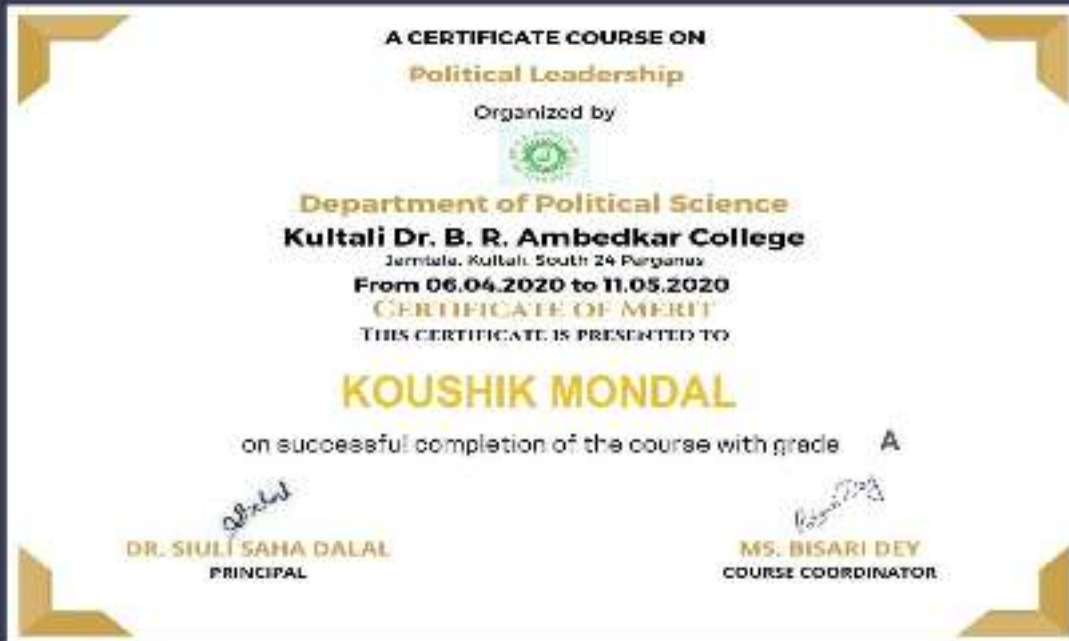 A CERTIFICATE COURSE ON
Political Leadership
Organized by
Department of Political Science
Kultali Dr. B. R. Ambedkar College
Jamtala, Kultali, South 24 Parganas
From 06.04.2020 to 11.05.2020
CERTIFICATE OF MERIT
THIS CERTIFICATE IS PRESENTED TO
KOUSHIK MONDAL
on successful completion of the course with grade A
DR. SIULI SAHA DALAL
PRINCIPAL
MS. BISARI DEY
COURSE COORDINATOR